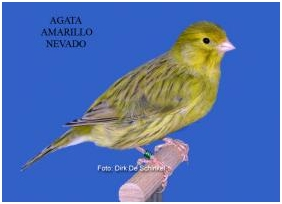 AGATA
AMARILLO
NEVADO
Foto: Dirk De Schinkel